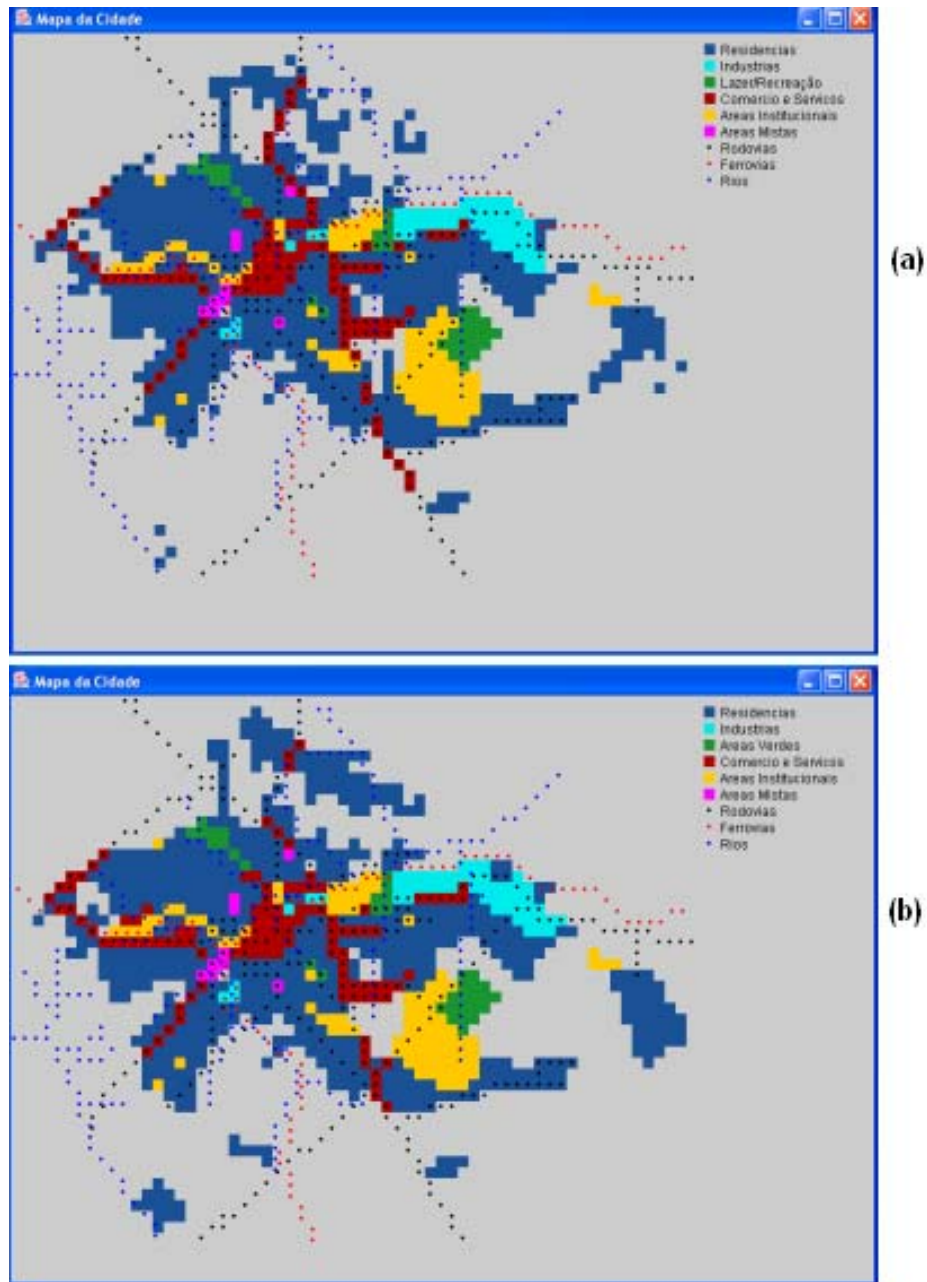 Mapa da Cidade
Residencias
Industrias
Lazer/Recreação
Comercio e Servicos
Areas Institucionais
Areas Mistas
Rodovias
Ferrovias
Rios
(a)
Mapa da Cidade
Residencias
Industrias
Areas Verdes
Comercio e Servicos
Areas Institucionais
Areas Mistas
Rodovias
Ferrovias
Rios
(b)